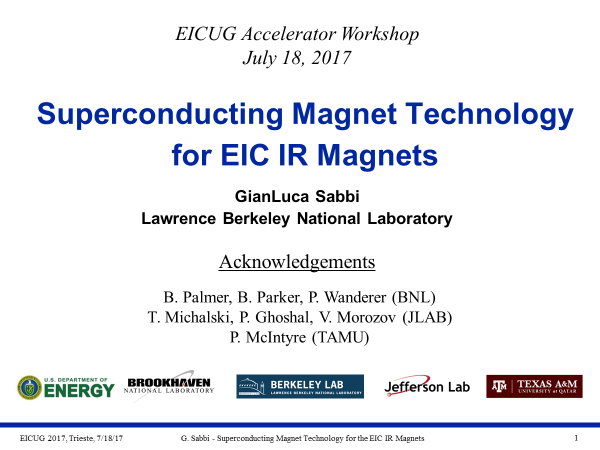 EICUG Accelerator Workshop
July 18, 2017
Superconducting Magnet Technology
for EIC IR Magnets
GianLuca Sabbi
Lawrence Berkeley National Laboratory
Acknowledgements
B. Palmer, B. Parker, P. Wanderer (BNL)
T. Michalski, P. Ghoshal, V. Morozov (JLAB)
P. McIntyre (TAMU)
U.S. DEPARTMENT OF
ENERGY
BROOKHAVEN
NATIONAL LABORATORY
BERKELEY LAB
LAWRENCE BERKELEY NATIONAL LABORATORY
Jefferson Lab
TEXAS A&M
UNIVERSITY at QATAR
EICUG 2017, Trieste, 7/18/17
G. Sabbi - Superconducting Magnet Technology for the EIC IR Magnets
1